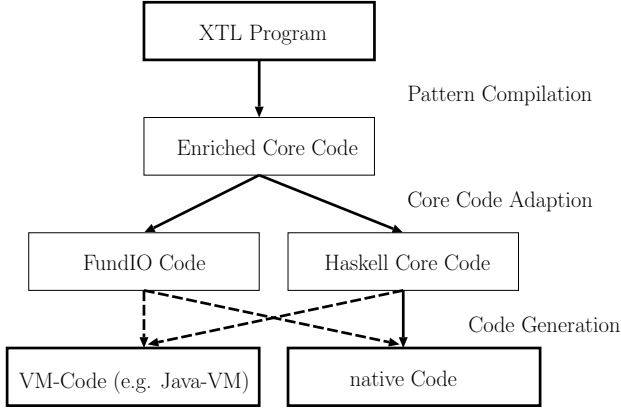 XTL Program
Pattern Compilation
Enriched Core Code
Core Code Adaption
FundIO Code
Haskell Core Code
Code Generation
VM-Code (e.g. Java-VM)
native Code